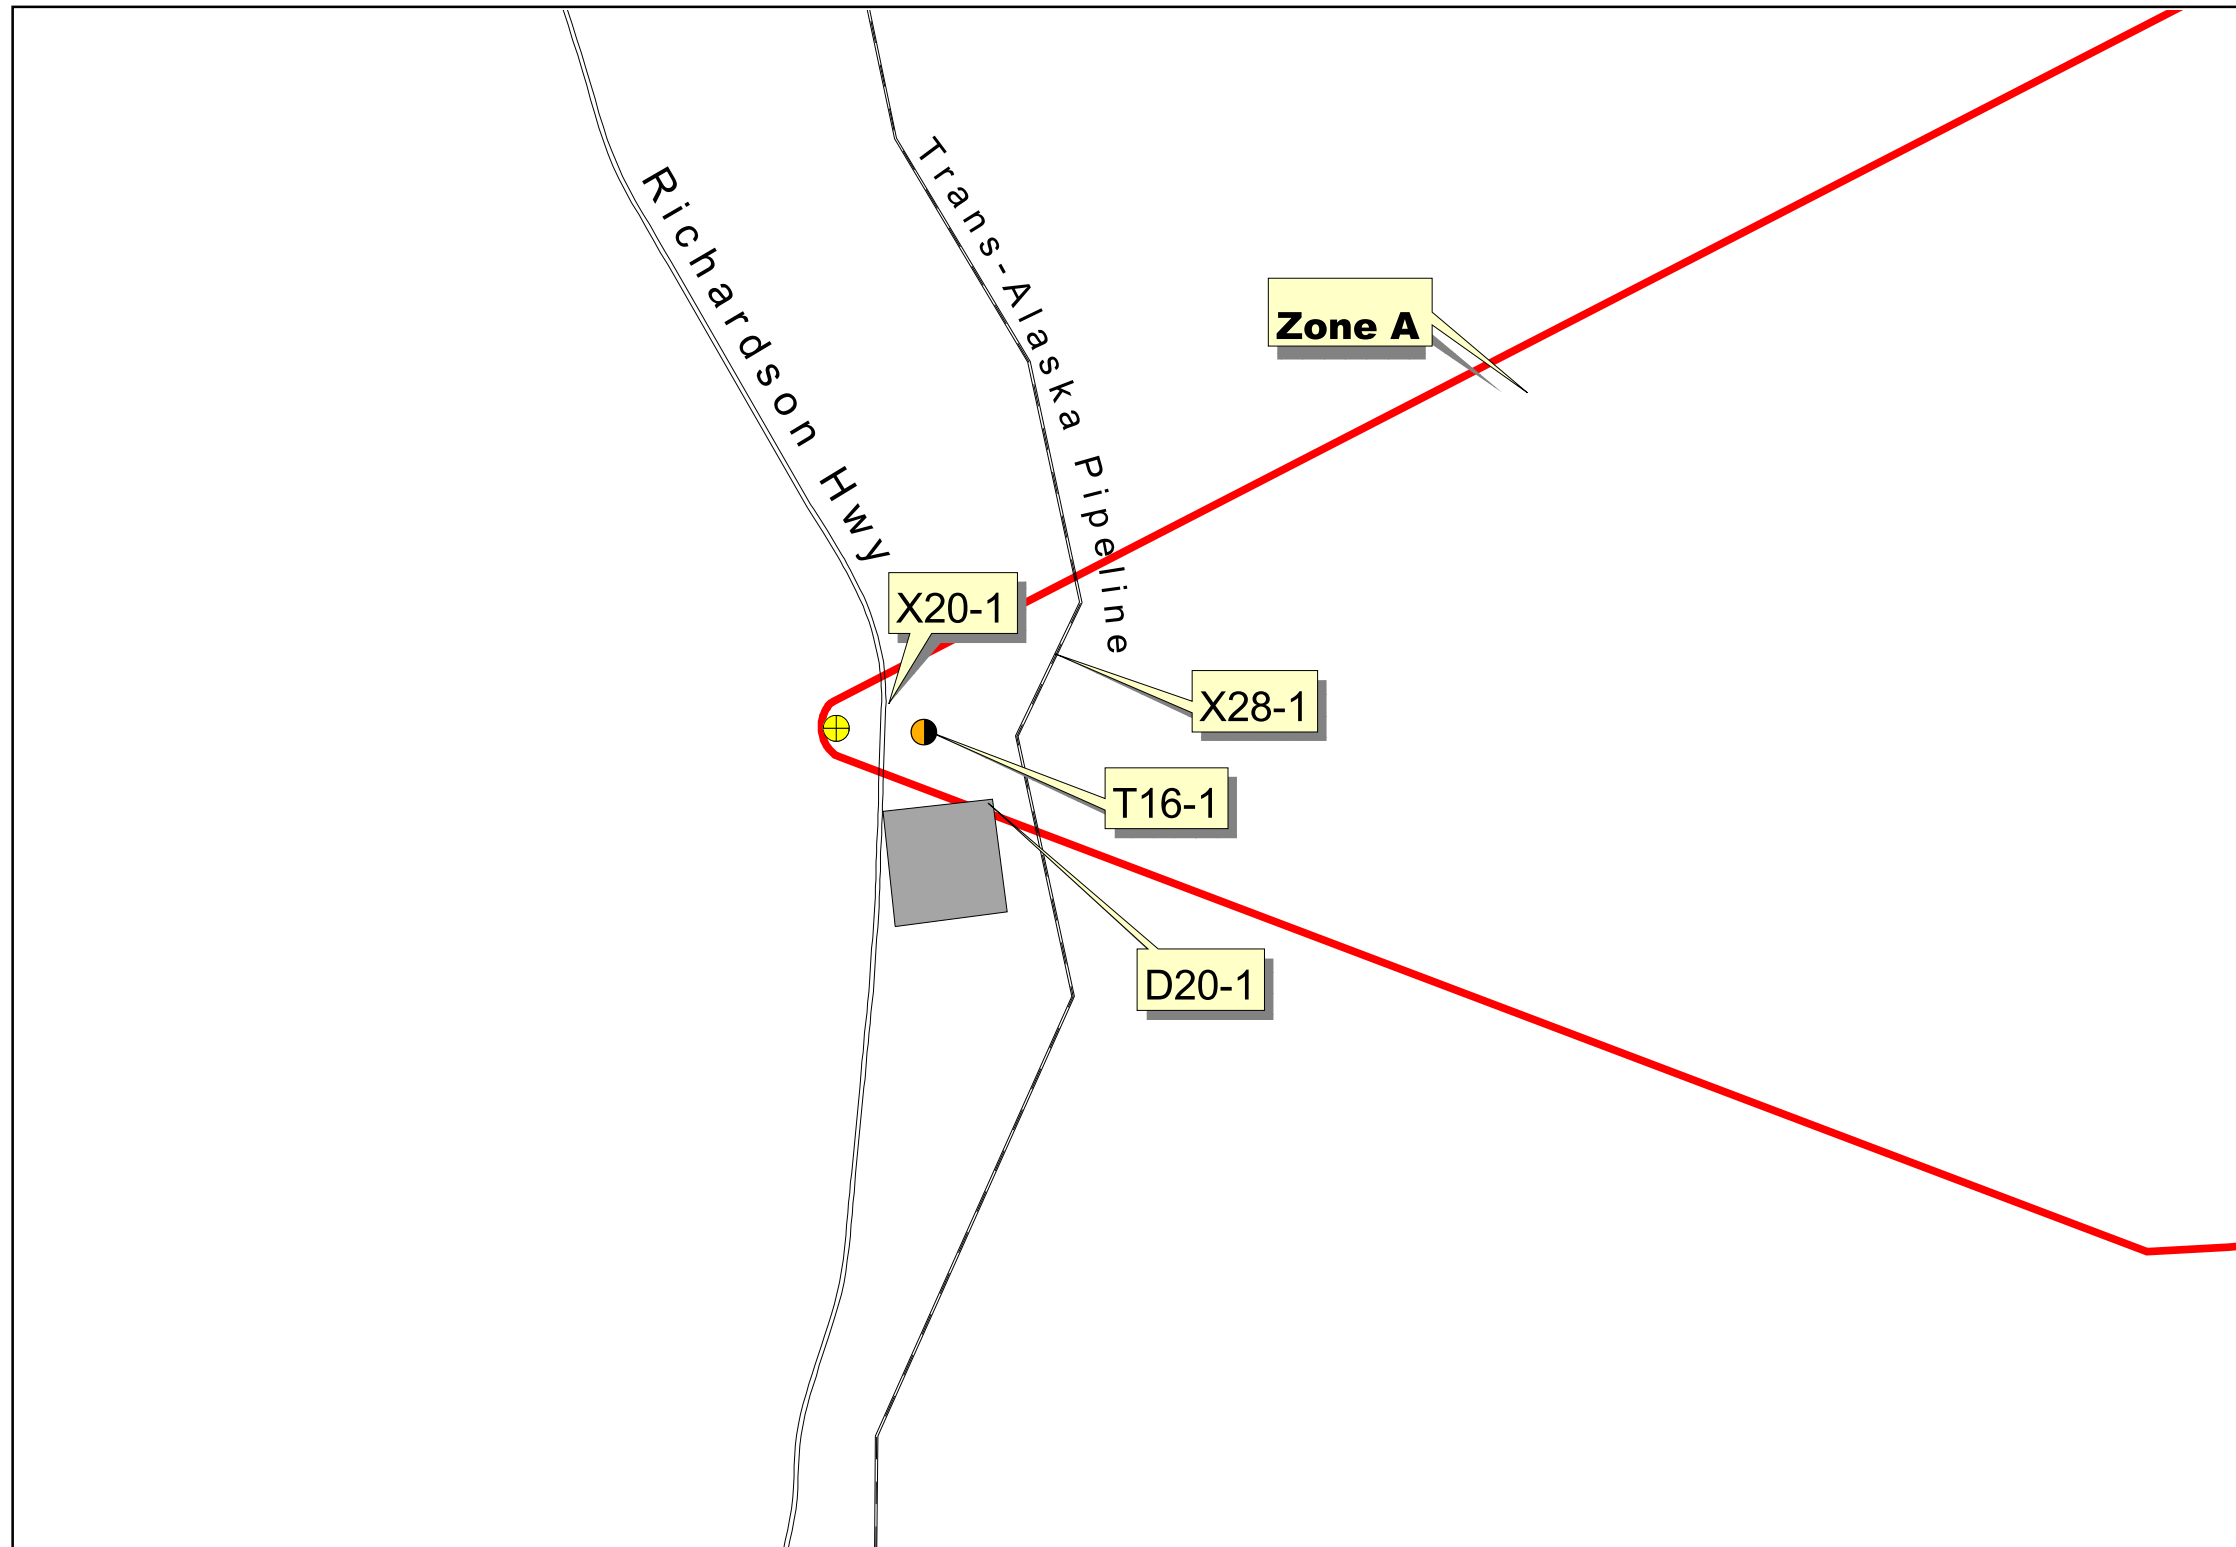 Richardson Hwy
Trans-Alaska Pipeline
Zone A
X20-1
X28-1
T16-1
D20-1